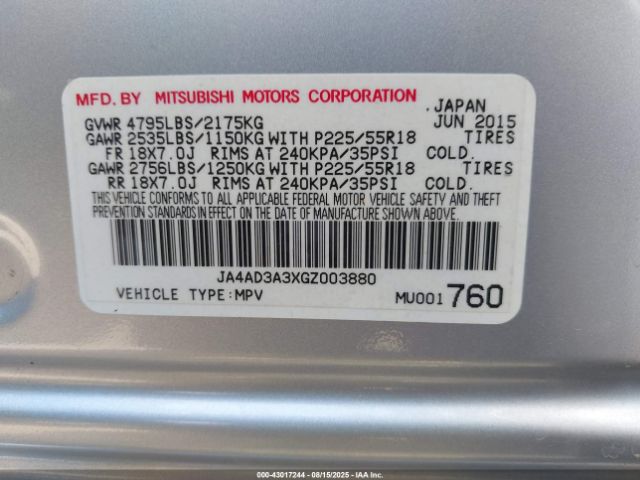 MFD. BY MITSUBISHI MOTORS CORPORATION .JAPAN
GVWR 4795LBS/2175KG JUN 2015
GAWR 2535LBS/1150KG WITH P225/55R18 TIRES
FR 18X7.0J RIMS AT 240KPA/35PSI COLD.
GAWR 2756LBS/1250KG WITH P225/55R18 TIRES
RR 18X7.0J RIMS AT 240KPA/35PSI COLD.
THIS VEHICLE CONFORMS TO ALL APPLICABLE FEDERAL MOTOR VEHICLE SAFETY AND THEFT
PREVENTION STANDARDS IN EFFECT ON THE DATE OF MANUFACTURE SHOWN ABOVE.
JA4AD3A3XGZ003880
VEHICLE TYPE:MPV MU001 760
000-43017244 - 08/15/2025 - IAA Inc.